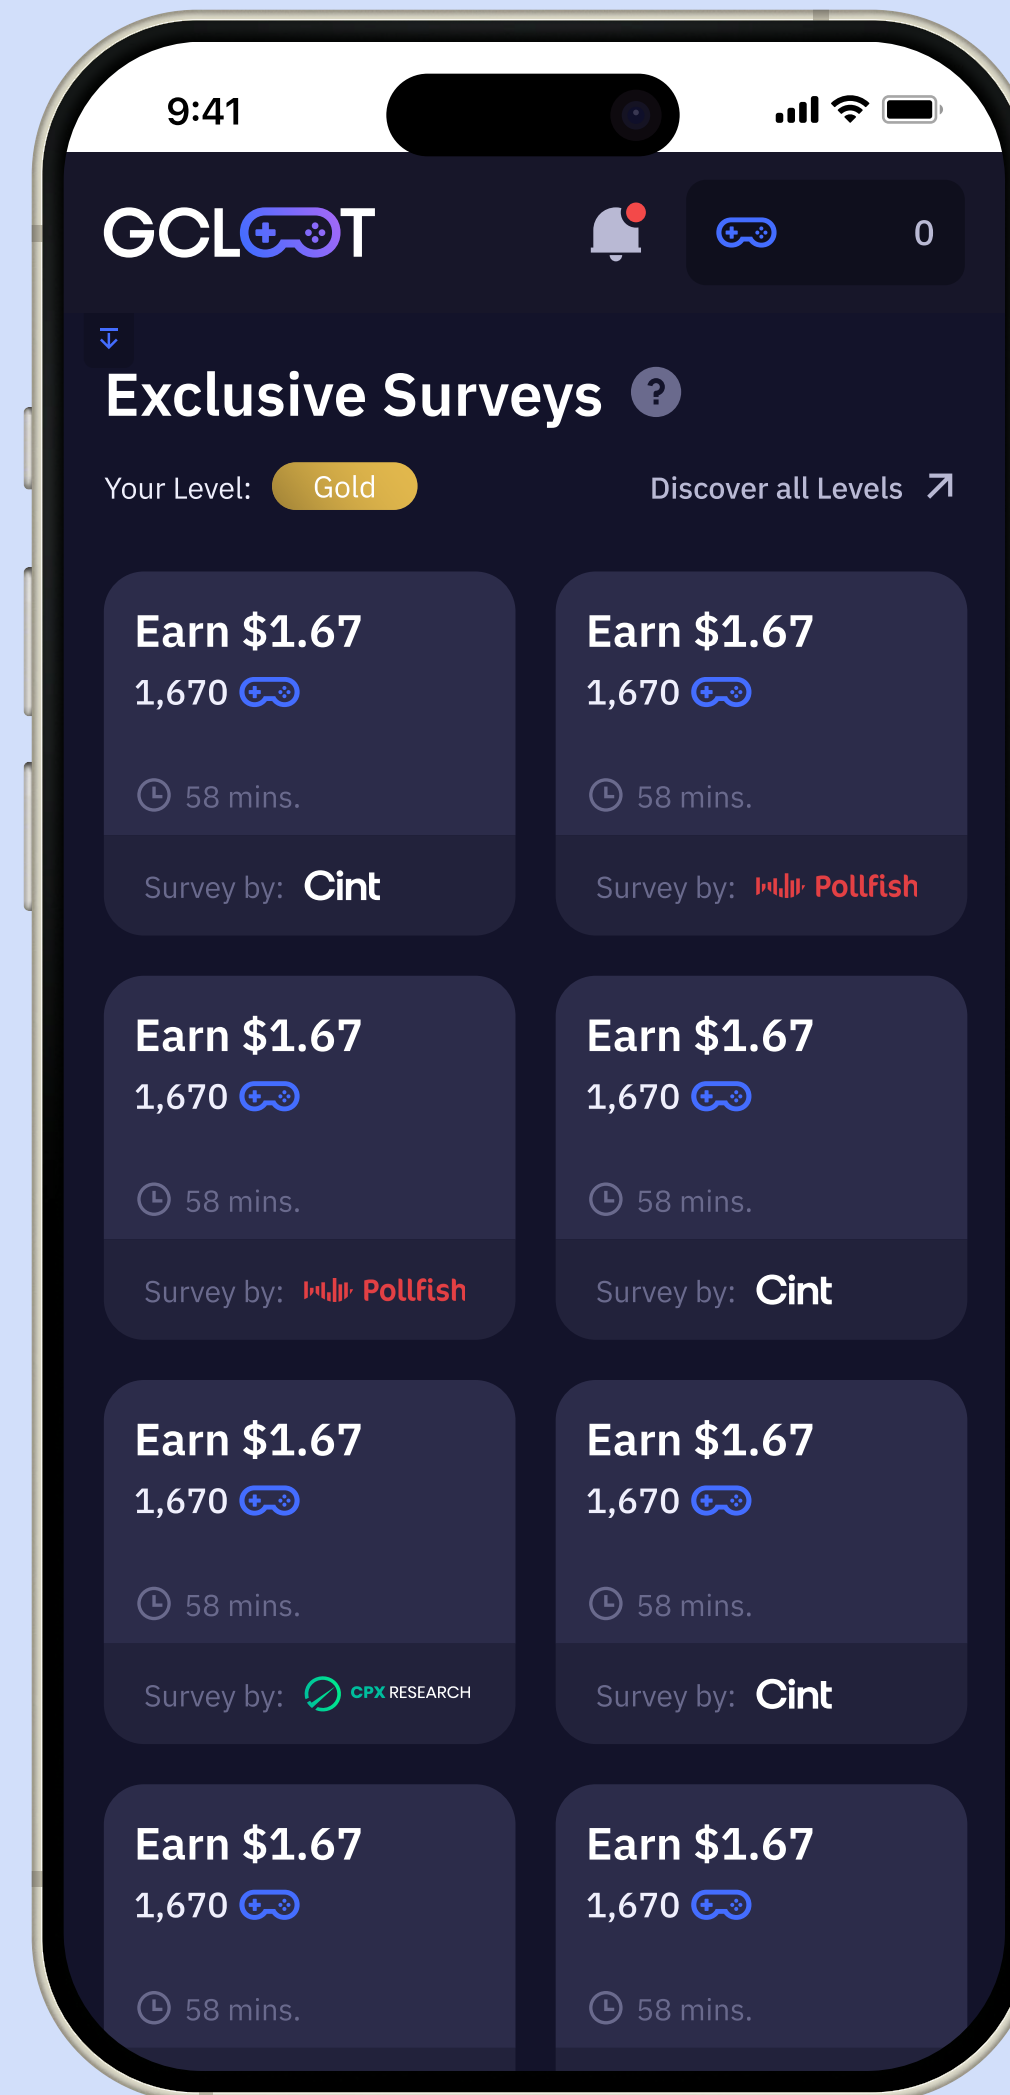 9:41
GCLOOT
0
Exclusive Surveys ?
Your Level: Gold
Discover all Levels
Earn $1.67
1,670
58 mins.
Survey by: Cint
Earn $1.67
1,670
58 mins.
Survey by: Pollfish
Earn $1.67
1,670
58 mins.
Survey by: Pollfish
Earn $1.67
1,670
58 mins.
Survey by: Cint
Earn $1.67
1,670
58 mins.
Survey by: CPX RESEARCH
Earn $1.67
1,670
58 mins.
Survey by: Cint
Earn $1.67
1,670
58 mins.
Earn $1.67
1,670
58 mins.